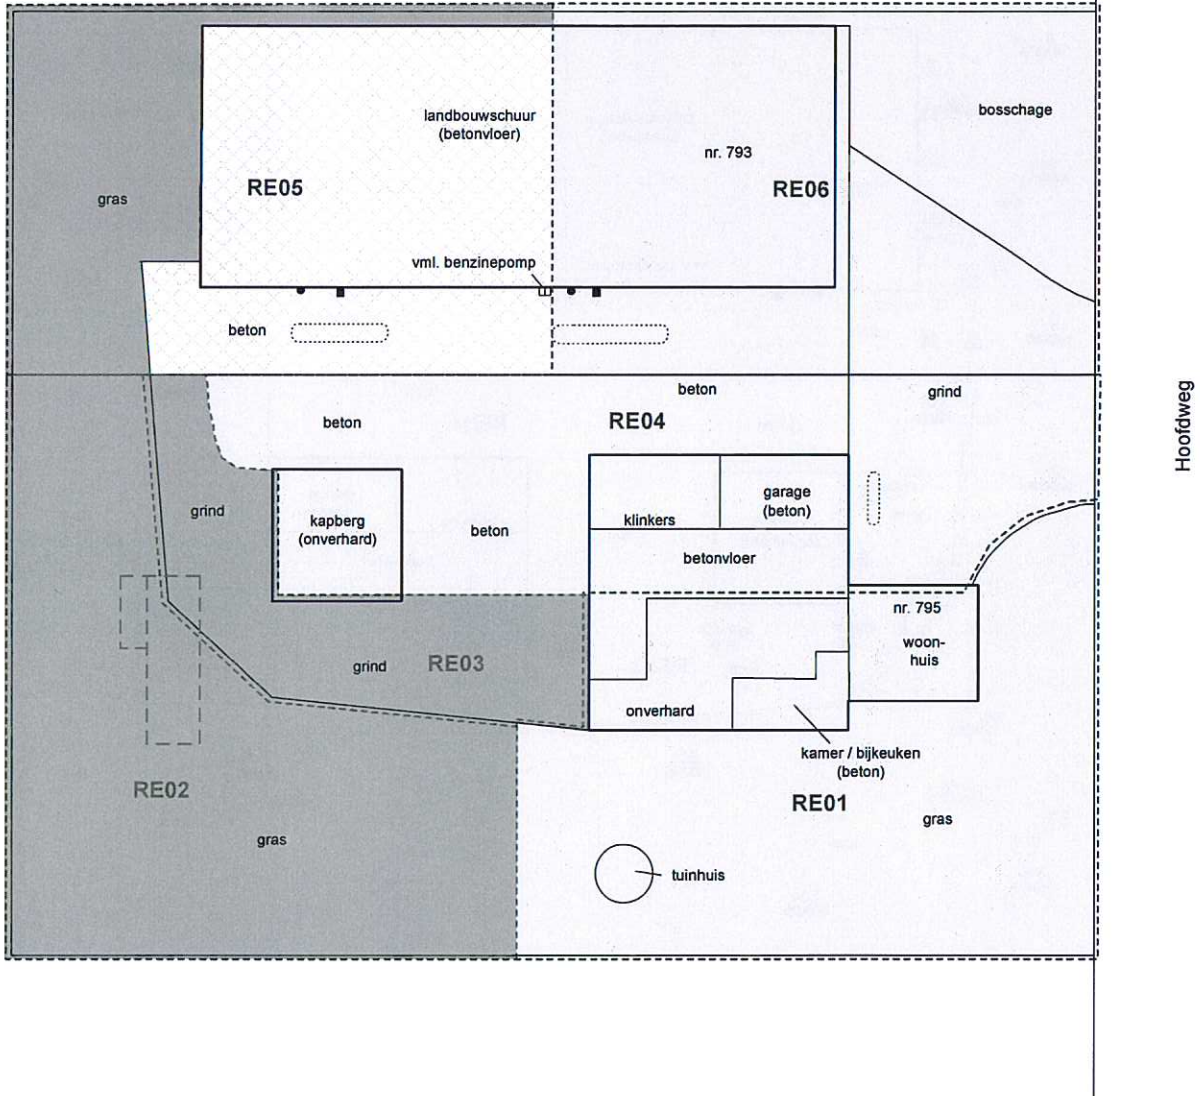 bosschage
landbouwschuur
(betonvloer)
nr. 793
RE05
RE06
gras
vml. benzinepomp
beton
beton
grind
Hoofdweg
beton
RE04
grind
kapberg
(onverhard)
beton
klinkers
garage
(beton)
betonvloer
nr. 795
woon-
huis
grind
RE03
onverhard
kamer / bijkeuken
(beton)
RE02
RE01
gras
gras
tuinhuis